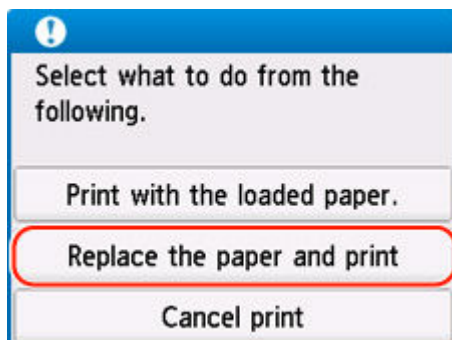 Select what to do from the
following.
Print with the loaded paper.
Replace the paper and print
Cancel print